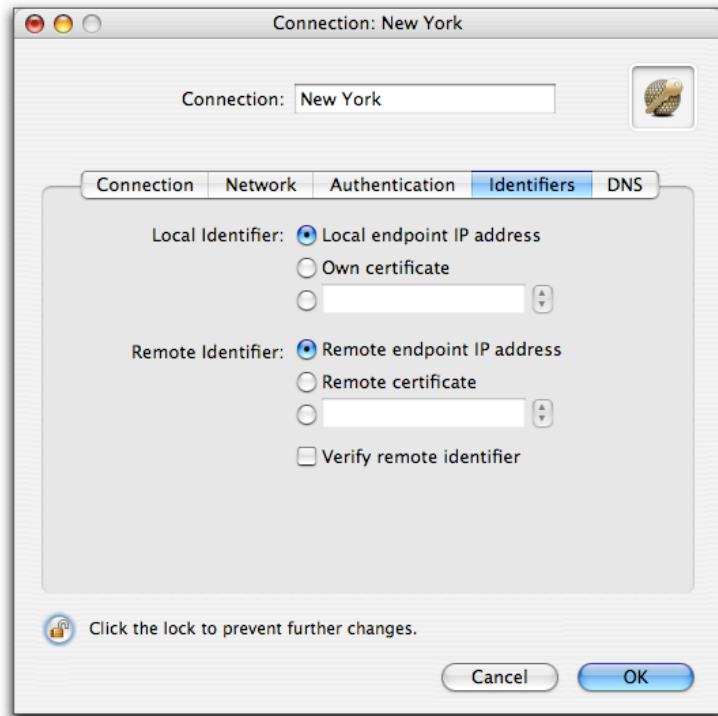 Connection: New York
Connection: New York
Connection Network Authentication Identifiers DNS
Local Identifier: Local endpoint IP address
Own certificate
Remote Identifier: Remote endpoint IP address
Remote certificate
Verify remote identifier
Click the lock to prevent further changes.
Cancel OK